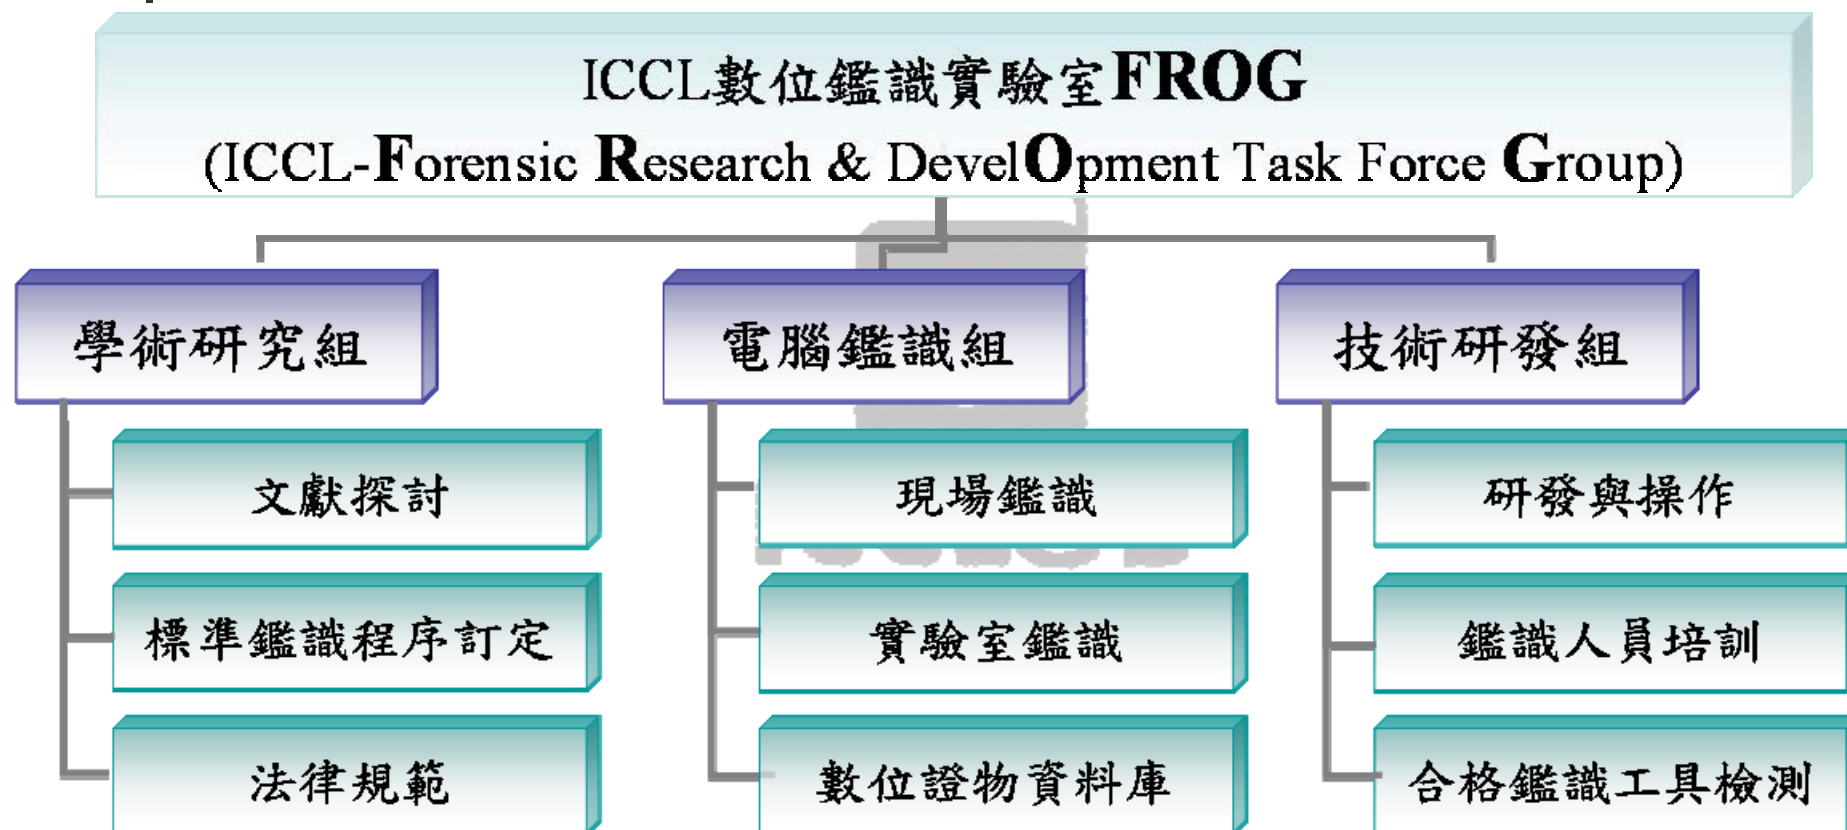 ICCL數位鑑識實驗室FROG
(ICCL-Forensic Research & DevelOpment Task Force Group)
學術研究組
文獻探討
標準鑑識程序訂定
法律規範
電腦鑑識組
現場鑑識
實驗室鑑識
數位證物資料庫
技術研發組
研發與操作
鑑識人員培訓
合格鑑識工具檢測